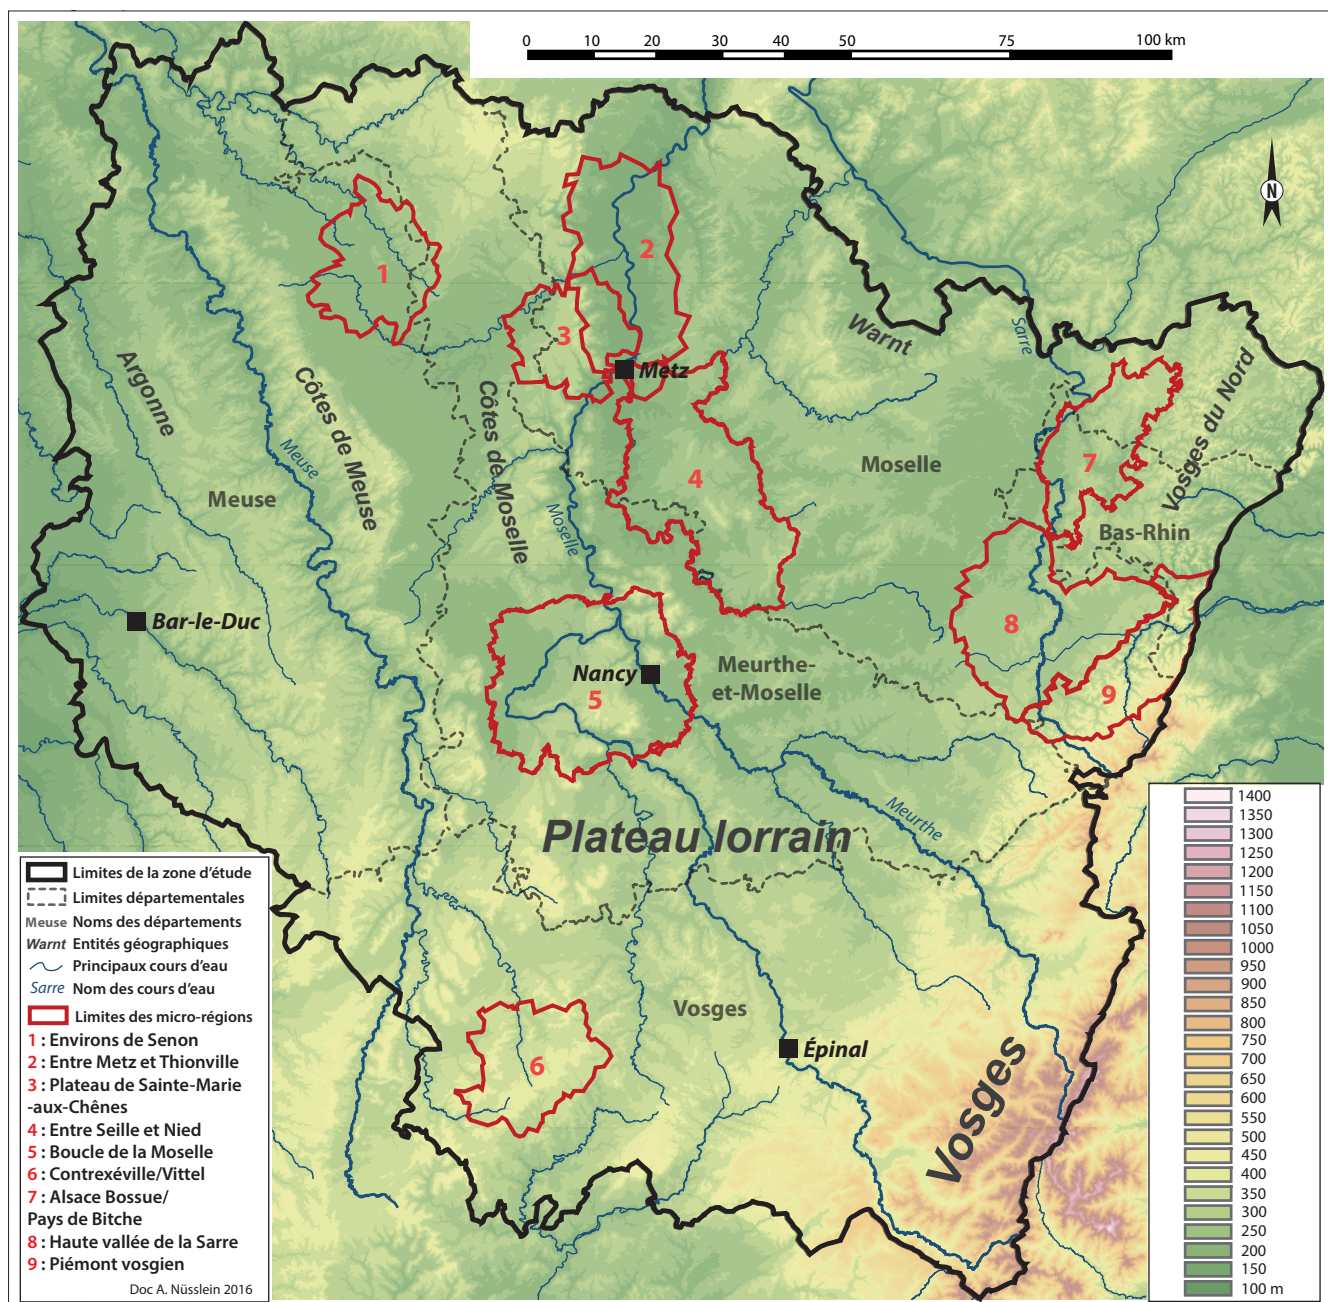 0 10 20 30 40 50 75 100 km
N
1
2
3
Metz
Warnt
Sarre
Argonne
Côtes de Meuse
Meuse
Meuse
Côtes de Moselle
Moselle
4
Moselle
7
Vosges du Nord
Bas-Rhin
Bar-le-Duc
Nancy
5
Meurthe-
et-Moselle
8
9
Plateau lorrain
Meurthe
Vosges
6
Épinal
Vosges
Limites de la zone d'étude
Limites départementales
Meuse Noms des départements
Warnt Entités géographiques
Principaux cours d'eau
Sarre Nom des cours d'eau
Limites des micro-régions
1 : Environs de Senon
2 : Entre Metz et Thionville
3 : Plateau de Sainte-Marie
-aux-Chênes
4 : Entre Seille et Nied
5 : Boucle de la Moselle
6 : Contrexéville/Vittel
7 : Alsace Bossue/
Pays de Bitche
8 : Haute vallée de la Sarre
9 : Piémont vosgien
Doc A. Nüsslein 2016
1400
1350
1300
1250
1200
1150
1100
1050
1000
950
900
850
800
750
700
650
600
550
500
450
400
350
300
250
200
150
100 m